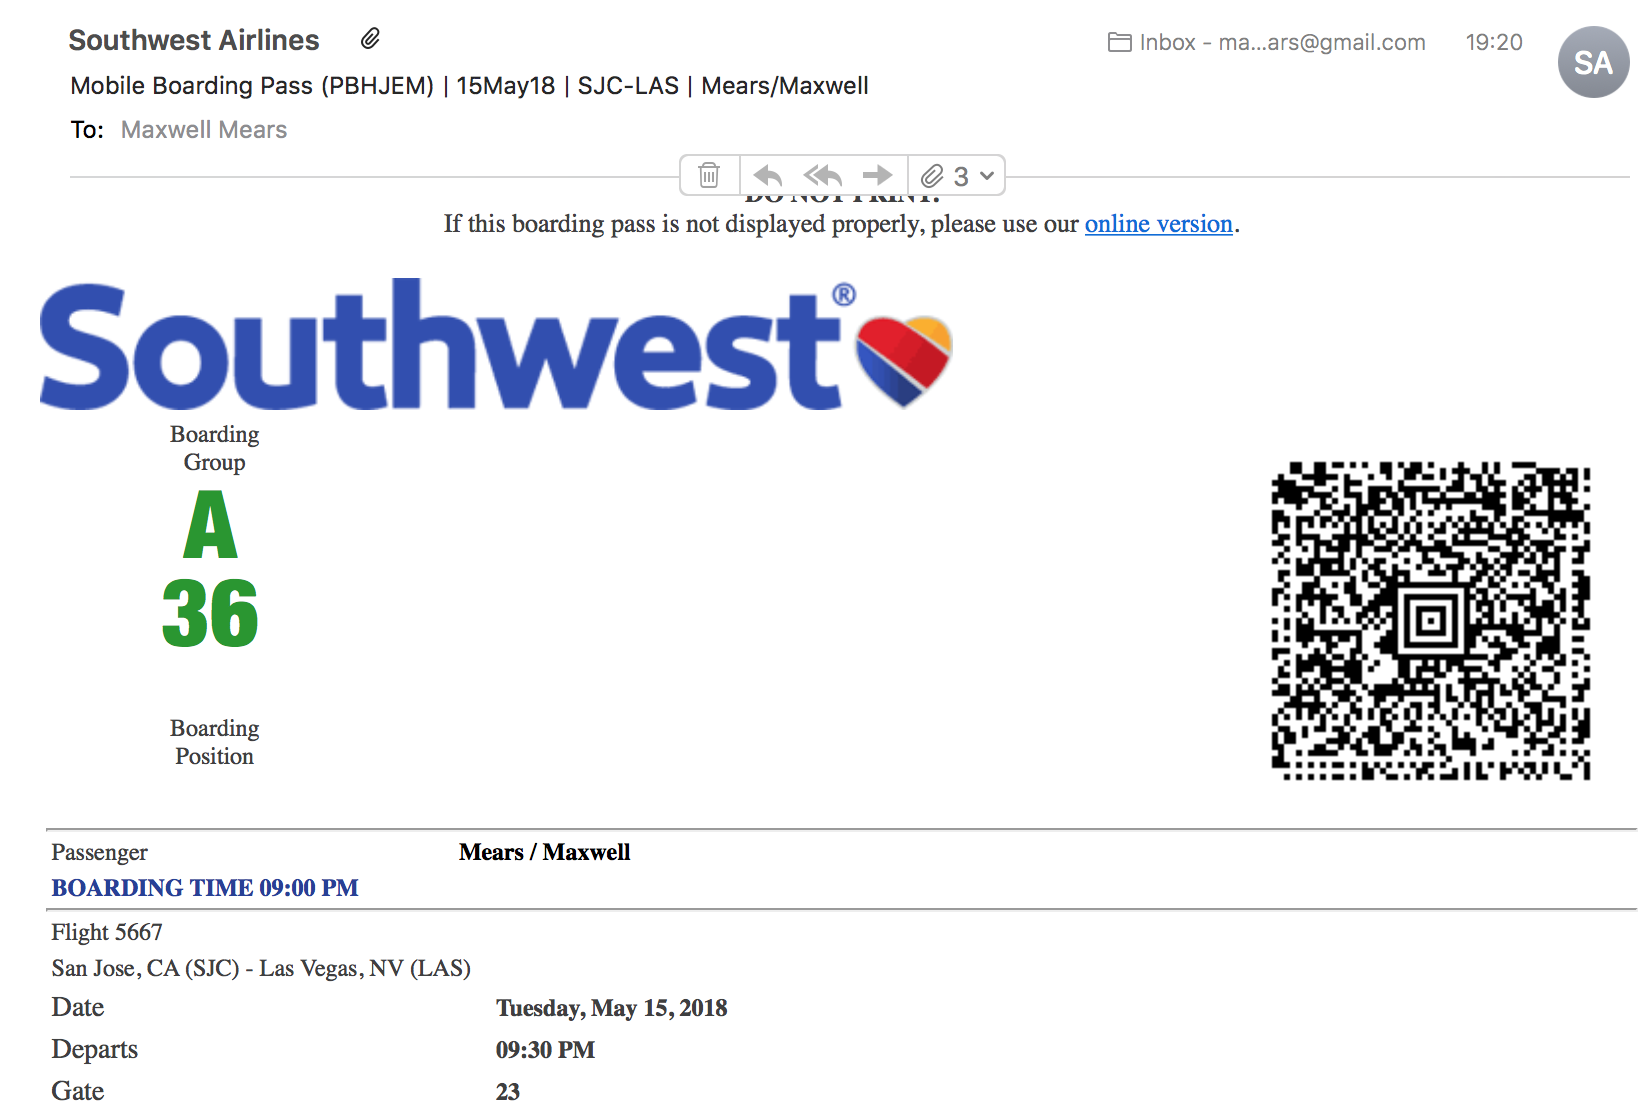 Southwest Airlines
Inbox - ma...ars@gmail.com 19:20
SA
Mobile Boarding Pass (PBHJEM) | 15May18 | SJC-LAS | Mears/Maxwell
To: Maxwell Mears
3
DO NOT PRINT.
If this boarding pass is not displayed properly, please use our online version.
Southwest®
Boarding
Group
A
36
Boarding
Position
Passenger Mears / Maxwell
BOARDING TIME 09:00 PM
Flight 5667
San Jose, CA (SJC) - Las Vegas, NV (LAS)
Date Tuesday, May 15, 2018
Departs 09:30 PM
Gate 23